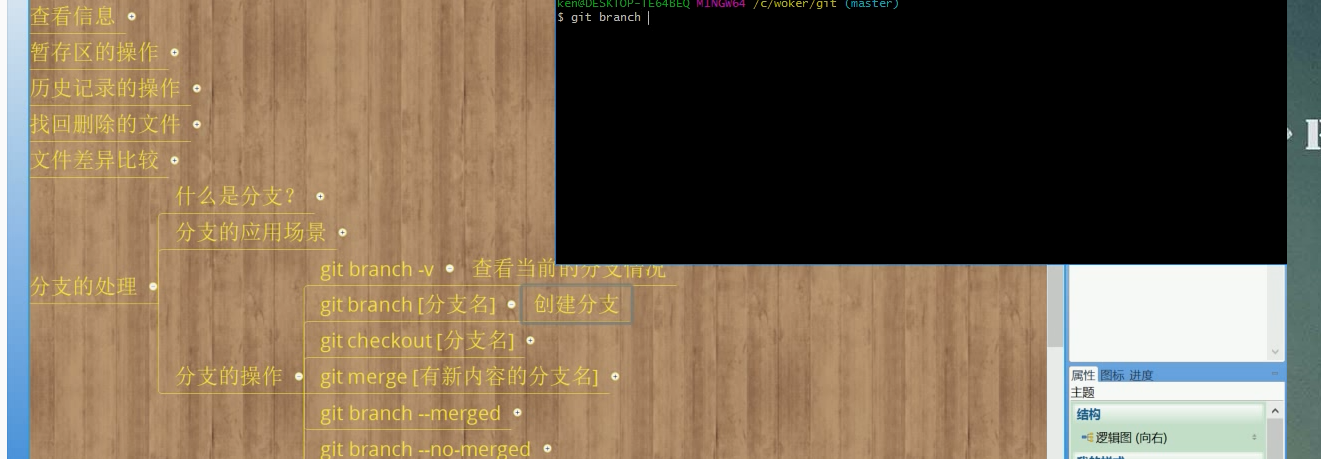 查看信息
暂存区的操作
历史记录的操作
找回删除的文件
文件差异比较
分支的处理
什么是分支？
分支的应用场景
分支的操作
git branch -v 查看当前的分支情况
git branch [分支名] 创建分支
git checkout [分支名]
git merge [有新内容的分支名]
git branch --merged
git branch --no-merged
ken@DESKTOP-TE64BEQ MINGW64 /c/woker/git (master)
$ git branch
属性 图标 进度
主题
结构
逻辑图 (向右)